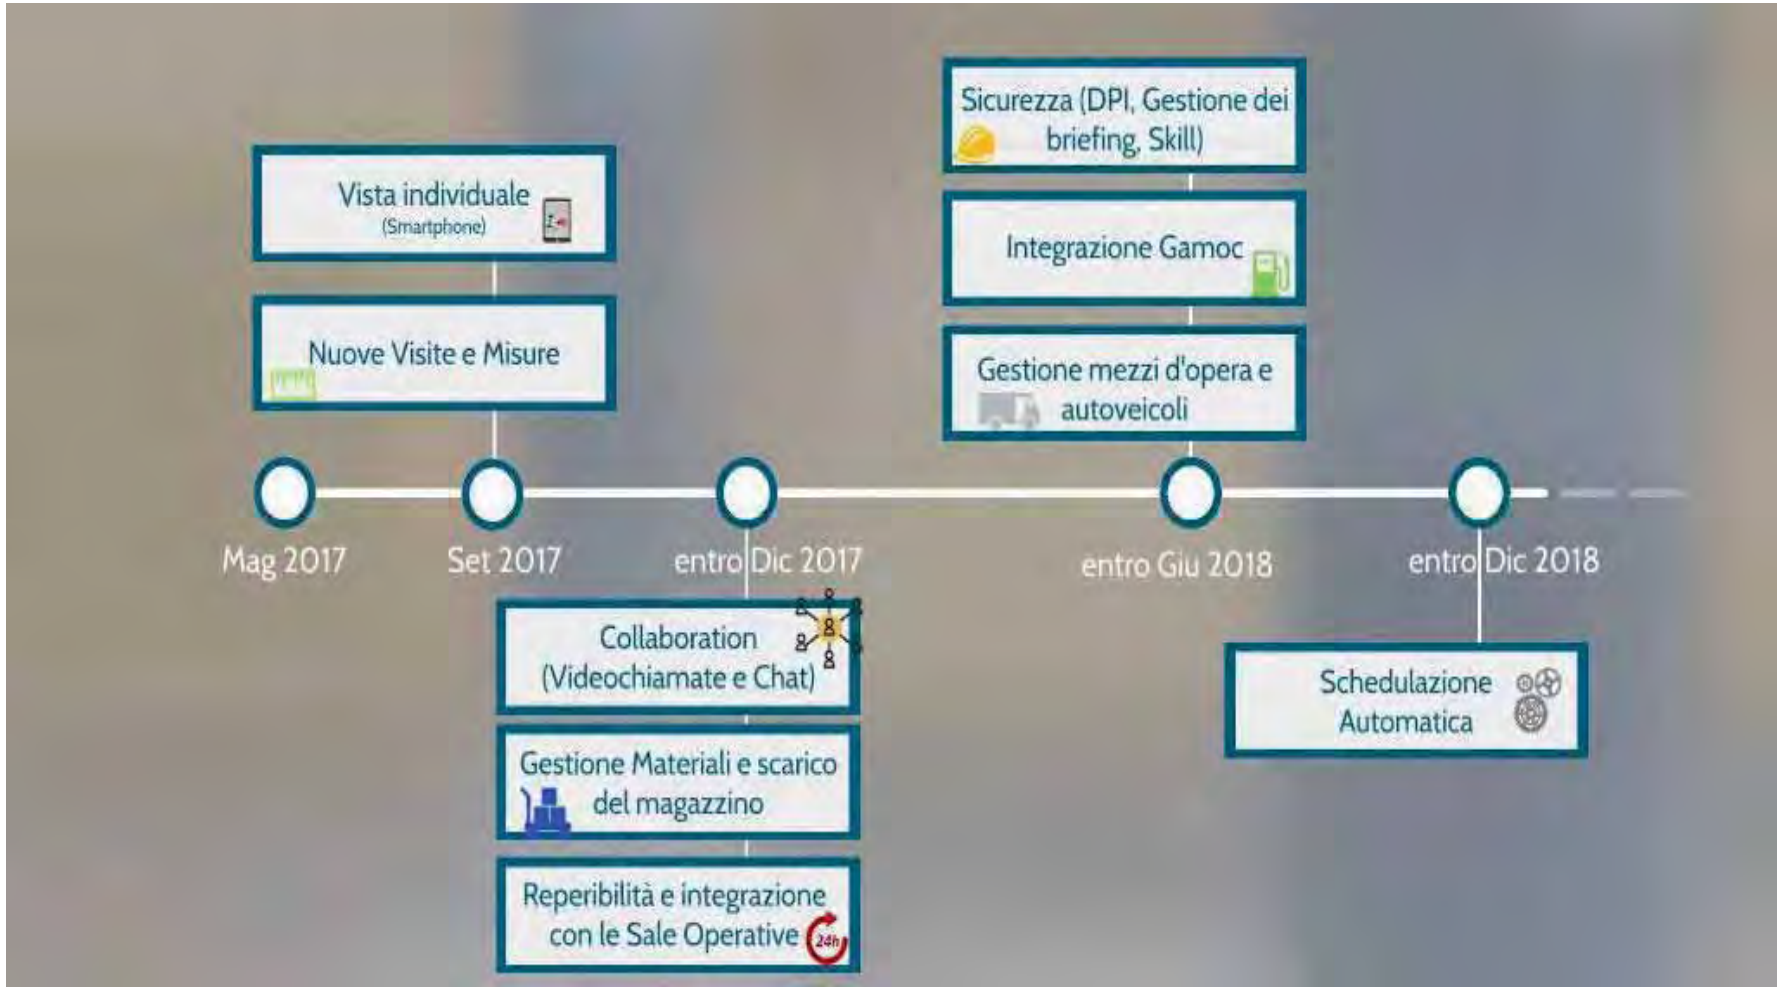 Sicurezza (DPI, Gestione dei
briefing, Skill)
Vista individuale
(Smartphone)
Integrazione Gamoc
Nuove Visite e Misure
Gestione mezzi d'opera e
autoveicoli
Mag 2017
Set 2017
entro Dic 2017
entro Giu 2018
entro Dic 2018
Collaboration
(Videochiamate e Chat)
Gestione Materiali e scarico
del magazzino
Reperibilità e integrazione
con le Sale Operative
24h
Schedulazione
Automatica